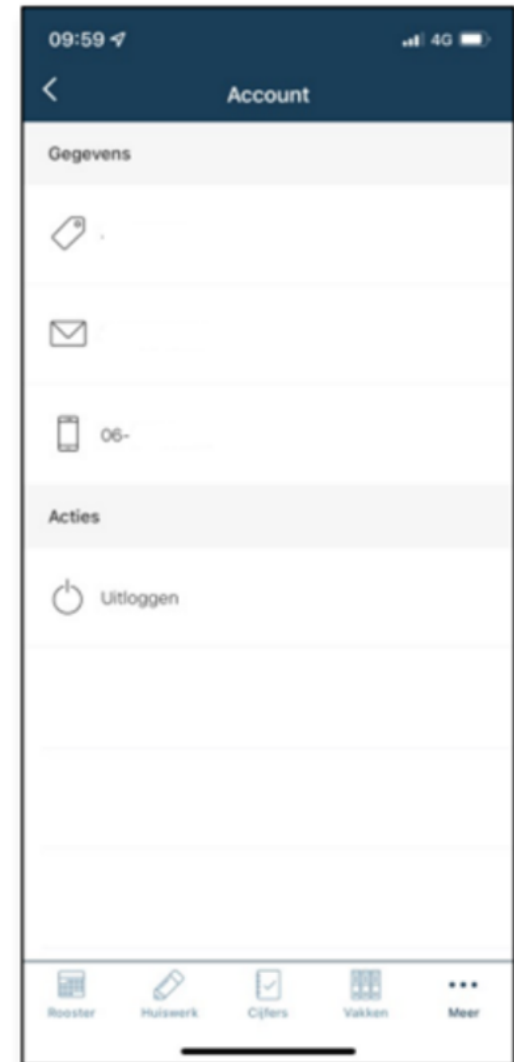 09:59 4G
Account
Gegevens
06-
Acties
Uitloggen
Rooster Huiswerk Cijfers Vakken Meer